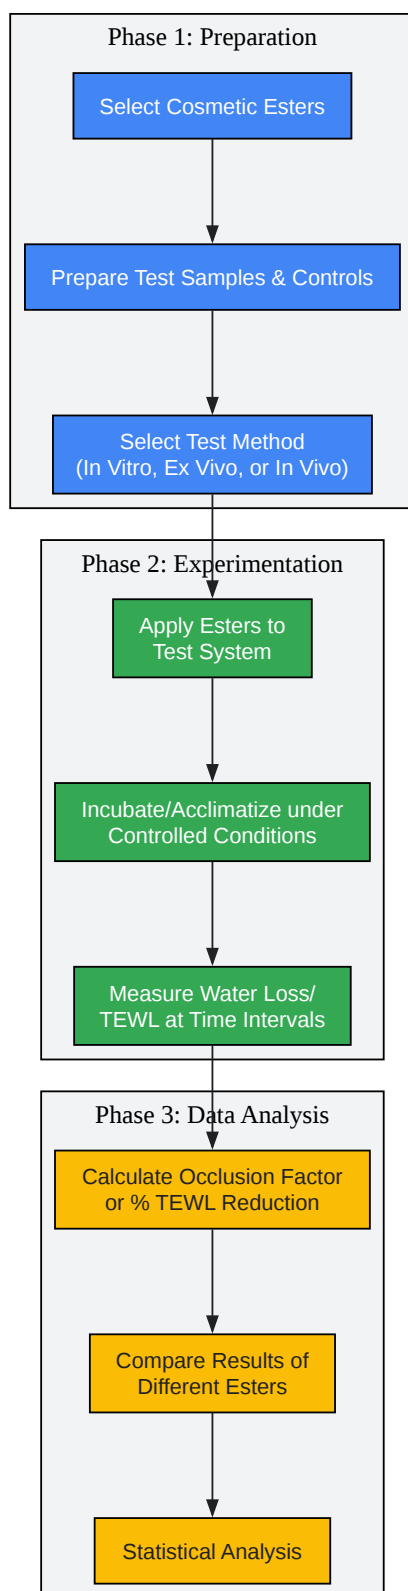 Phase 1: Preparation
Select Cosmetic Esters
Prepare Test Samples & Controls
Select Test Method
(In Vitro, Ex Vivo, or In Vivo)
Phase 2: Experimentation
Apply Esters to
Test System
Incubate/Acclimatize under
Controlled Conditions
Measure Water Loss/
TEWL at Time Intervals
Phase 3: Data Analysis
Calculate Occlusion Factor
or % TEWL Reduction
Compare Results of
Different Esters
Statistical Analysis